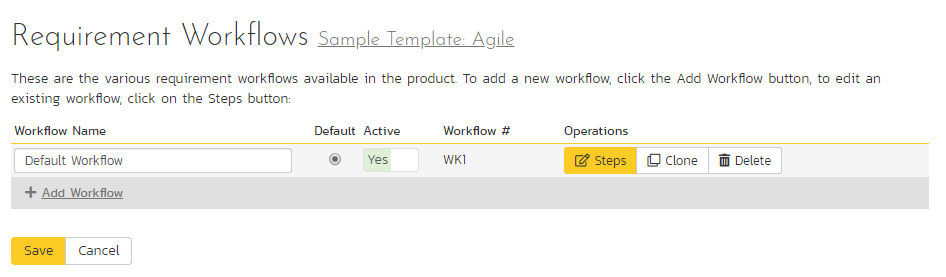 Requirement Workflows Sample Template: Agile
These are the various requirement workflows available in the product. To add a new workflow, click the Add Workflow button, to edit an
existing workflow, click on the Steps button:
Workflow Name Default Active Workflow # Operations
Default Workflow Yes WK1 Steps Clone Delete
+ Add Workflow
Save Cancel